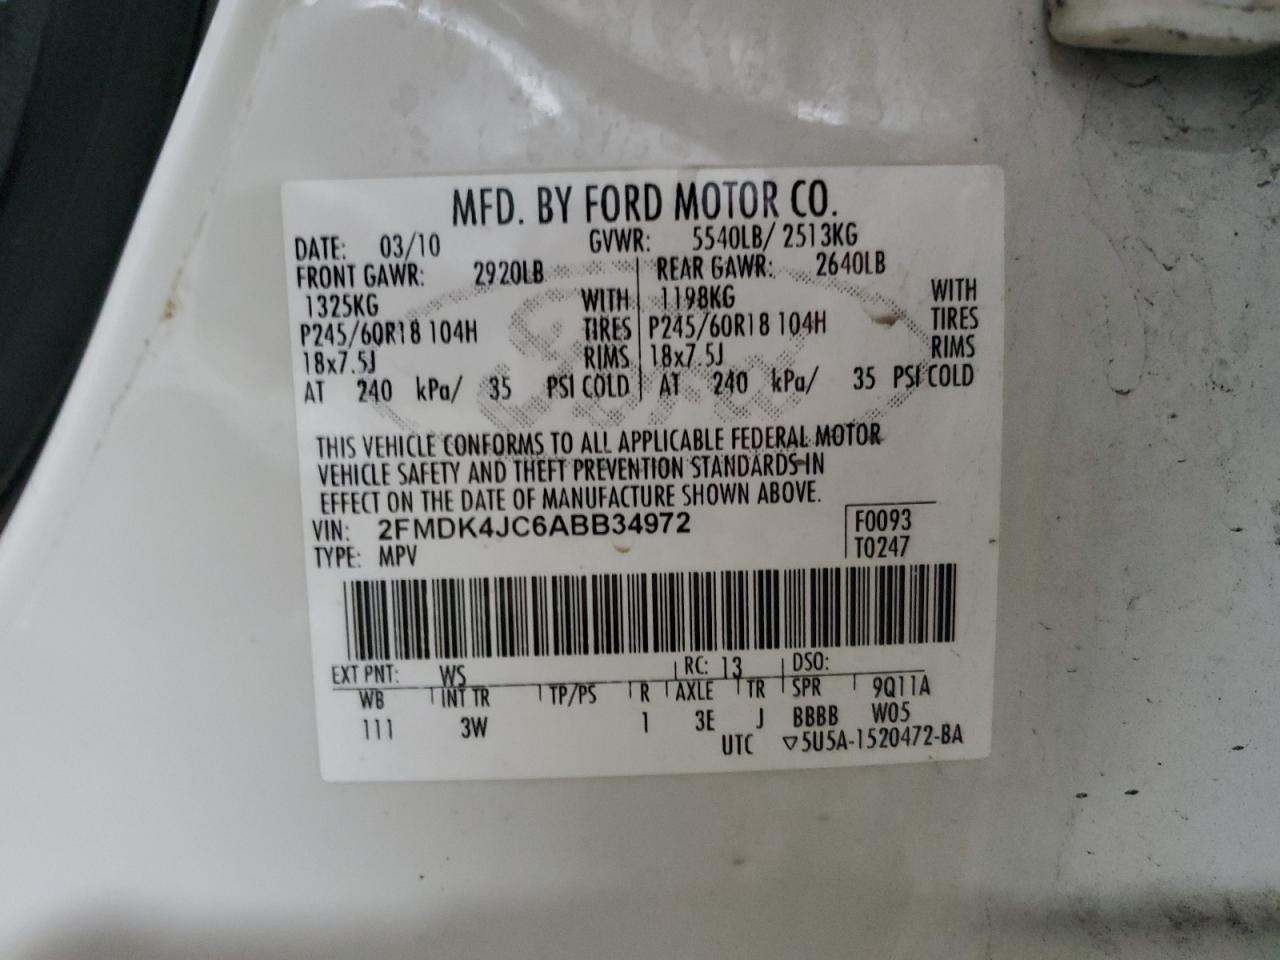 MFD. BY FORD MOTOR CO.
DATE: 03/10 GVWR: 5540LB/ 2513KG
FRONT GAWR: 2920LB REAR GAWR: 2640LB
1325KG WITH 1198KG WITH
P245/60R18 104H TIRES P245/60R18 104H TIRES
18x7.5J RIMS 18x7.5J RIMS
AT 240 kPa/ 35 PSI COLD AT 240 kPa/ 35 PSI COLD
THIS VEHICLE CONFORMS TO ALL APPLICABLE FEDERAL MOTOR
VEHICLE SAFETY AND THEFT PREVENTION STANDARDS IN
EFFECT ON THE DATE OF MANUFACTURE SHOWN ABOVE.
VIN: 2FMDK4JC6ABB34972 F0093
TYPE: MPV T0247
EXT PNT: WS RC: 13 DSO:
WB INT TR TP/PS R AXLE TR SPR 9Q11A
111 3W 1 3E J BBBB W05
UTC ▽5U5A-1520472-BA